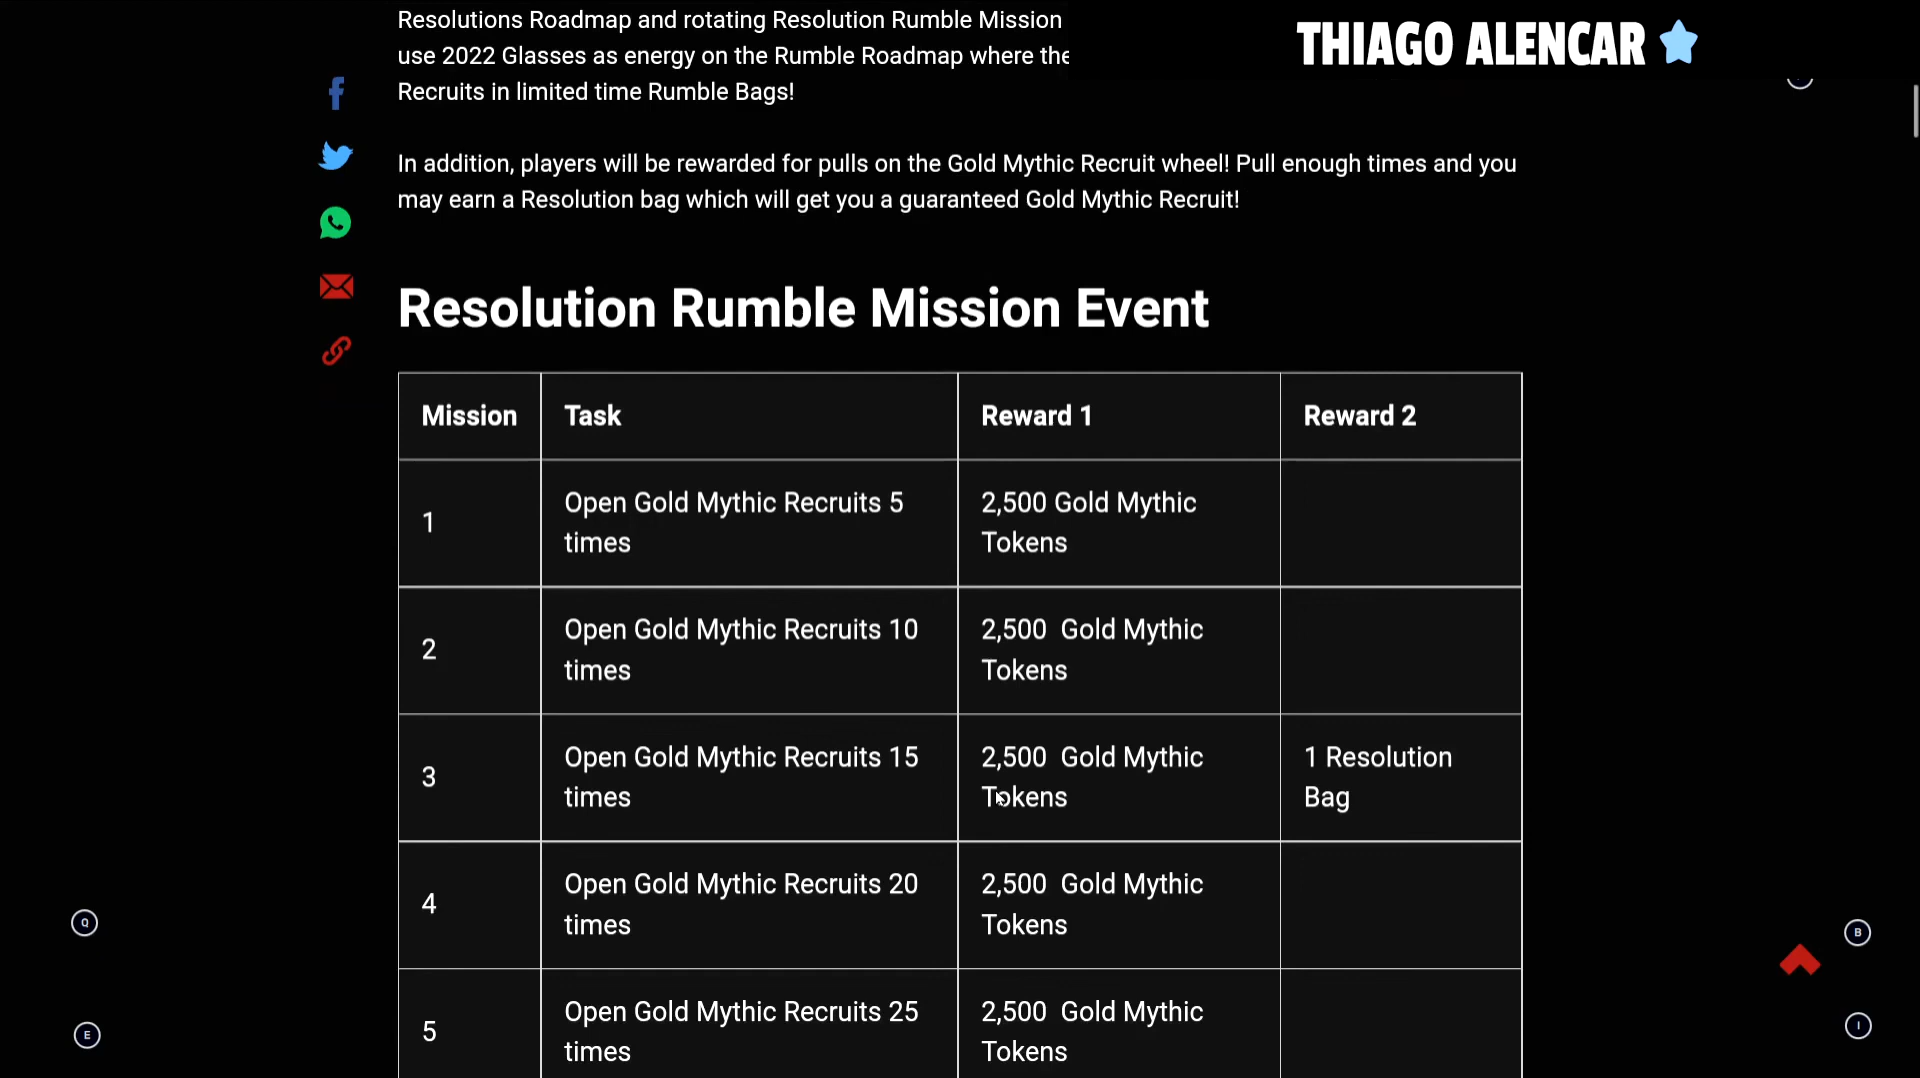 Resolutions Roadmap and rotating Resolution Rumble Mission
THIAGO ALENCAR
use 2022 Glasses as energy on the Rumble Roadmap where the
Recruits in limited time Rumble Bags!
In addition, players will be rewarded for pulls on the Gold Mythic Recruit wheel! Pull enough times and you
may earn a Resolution bag which will get you a guaranteed Gold Mythic Recruit!
Resolution Rumble Mission Event
Mission Task Reward 1 Reward 2
1 Open Gold Mythic Recruits 5 2,500 Gold Mythic
times Tokens
2 Open Gold Mythic Recruits 10 2,500 Gold Mythic
times Tokens
3 Open Gold Mythic Recruits 15 2,500 Gold Mythic 1 Resolution
times Tokens Bag
4 Open Gold Mythic Recruits 20 2,500 Gold Mythic
times Tokens
5 Open Gold Mythic Recruits 25 2,500 Gold Mythic
times Tokens
Q
B
E
I